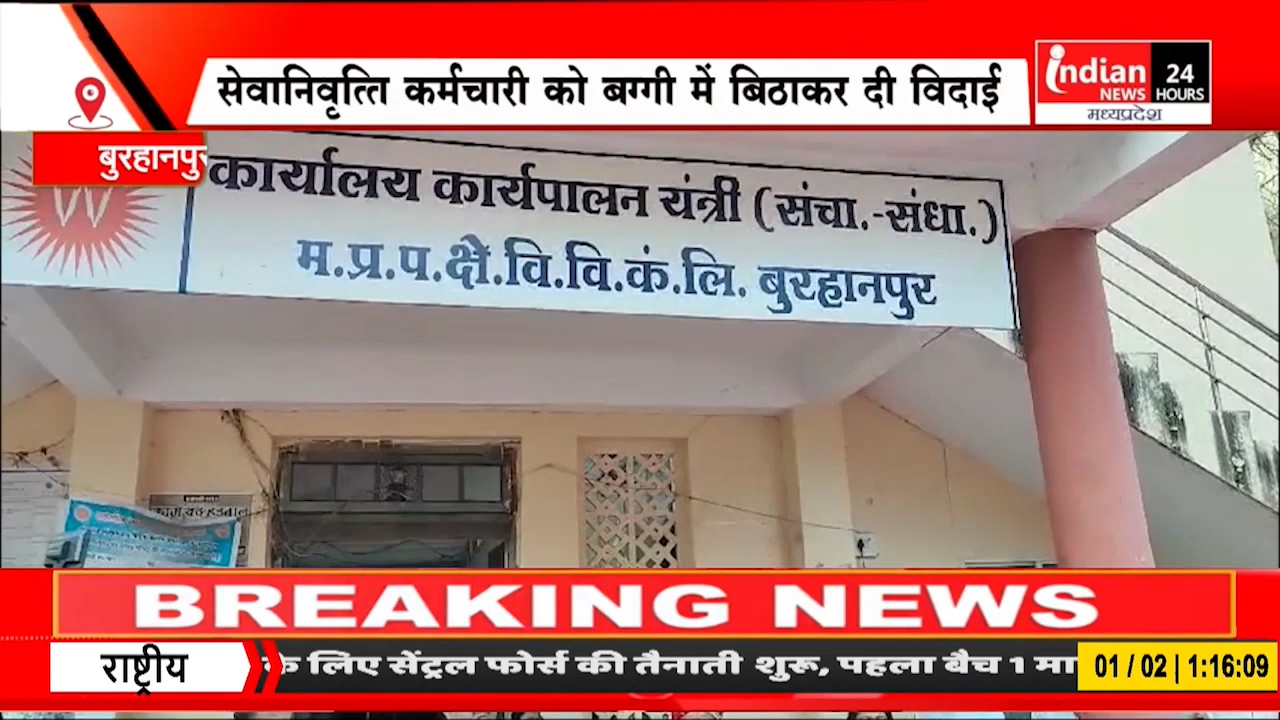 सेवानिवृत्ति कर्मचारी को बग्गी में बिठाकर दी विदाई
indian NEWS 24 HOURS
मध्यप्रदेश
बुरहानपुर
कार्यालय कार्यपालन यंत्री (संचा.-संधा.)
म.प्र.प.क्षै.वि.वि.कं.लि. बुरहानपुर
BREAKING NEWS
राष्ट्रीय
के लिए सेंट्रल फोर्स की तैनाती शुरू, पहला बैच 1 मा
01 / 02 | 1:16:09